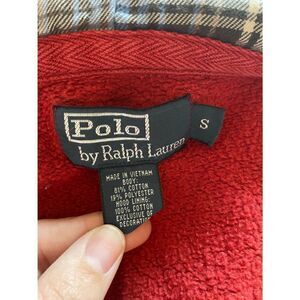 Polo
by Ralph Lauren
S
MADE IN VIETNAM
BODY:
81% COTTON
19% POLYESTER
HOOD LINING:
100% COTTON
EXCLUSIVE OF
DECORATION